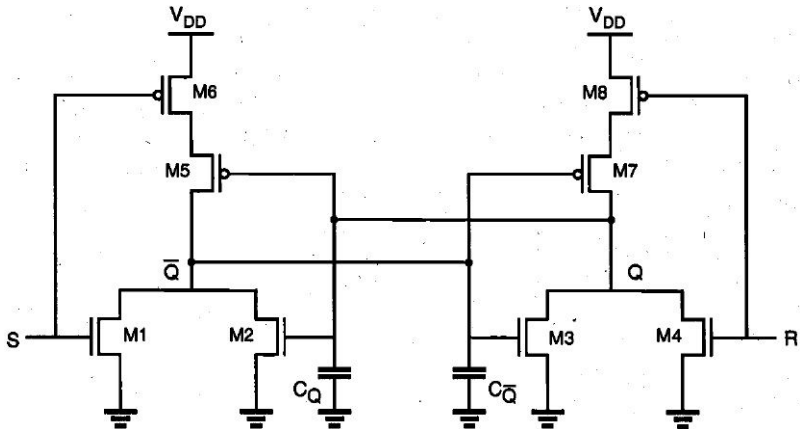 V_DD V_DD
M6 M8
M5 M7
Q̅ Q
S M1 M2 M3 M4 R
C_Q C_Q̅